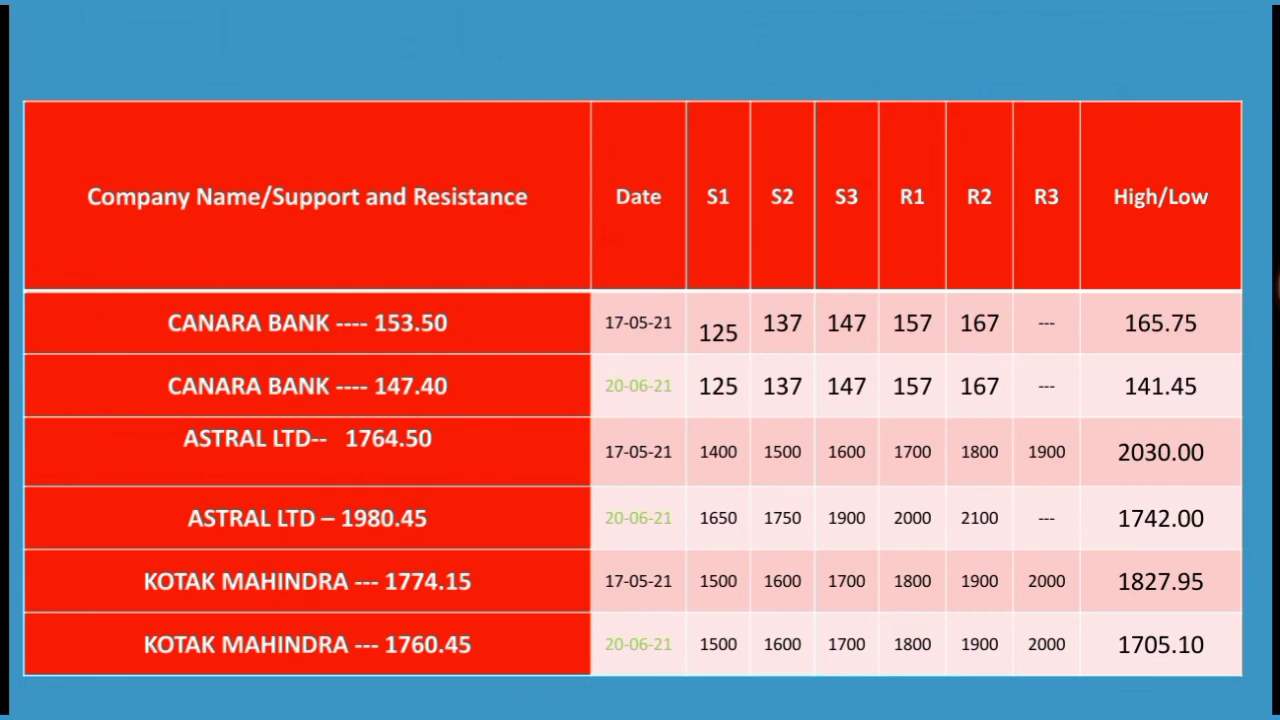 Company Name/Support and Resistance Date S1 S2 S3 R1 R2 R3 High/Low
CANARA BANK ---- 153.50 17-05-21 125 137 147 157 167 --- 165.75
CANARA BANK ---- 147.40 20-06-21 125 137 147 157 167 --- 141.45
ASTRAL LTD-- 1764.50 17-05-21 1400 1500 1600 1700 1800 1900 2030.00
ASTRAL LTD – 1980.45 20-06-21 1650 1750 1900 2000 2100 --- 1742.00
KOTAK MAHINDRA --- 1774.15 17-05-21 1500 1600 1700 1800 1900 2000 1827.95
KOTAK MAHINDRA --- 1760.45 20-06-21 1500 1600 1700 1800 1900 2000 1705.10